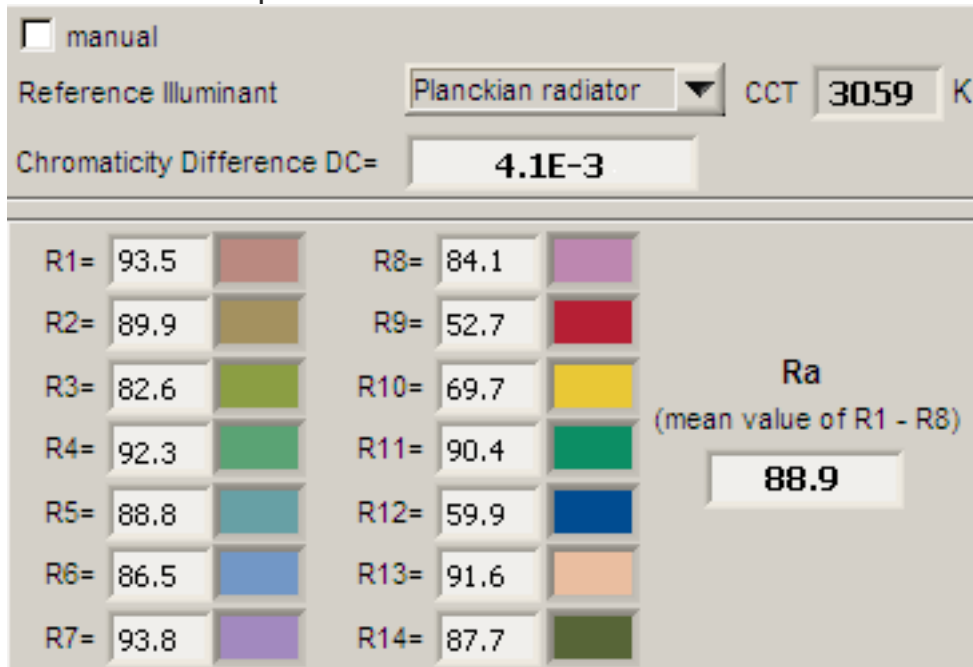 manual
Reference Illuminant Planckian radiator CCT 3059 K
Chromaticity Difference DC= 4.1E-3
R1= 93.5 R8= 84.1
R2= 89.9 R9= 52.7
R3= 82.6 R10= 69.7
R4= 92.3 R11= 90.4
R5= 88.8 R12= 59.9
R6= 86.5 R13= 91.6
R7= 93.8 R14= 87.7
Ra
(mean value of R1 - R8)
88.9